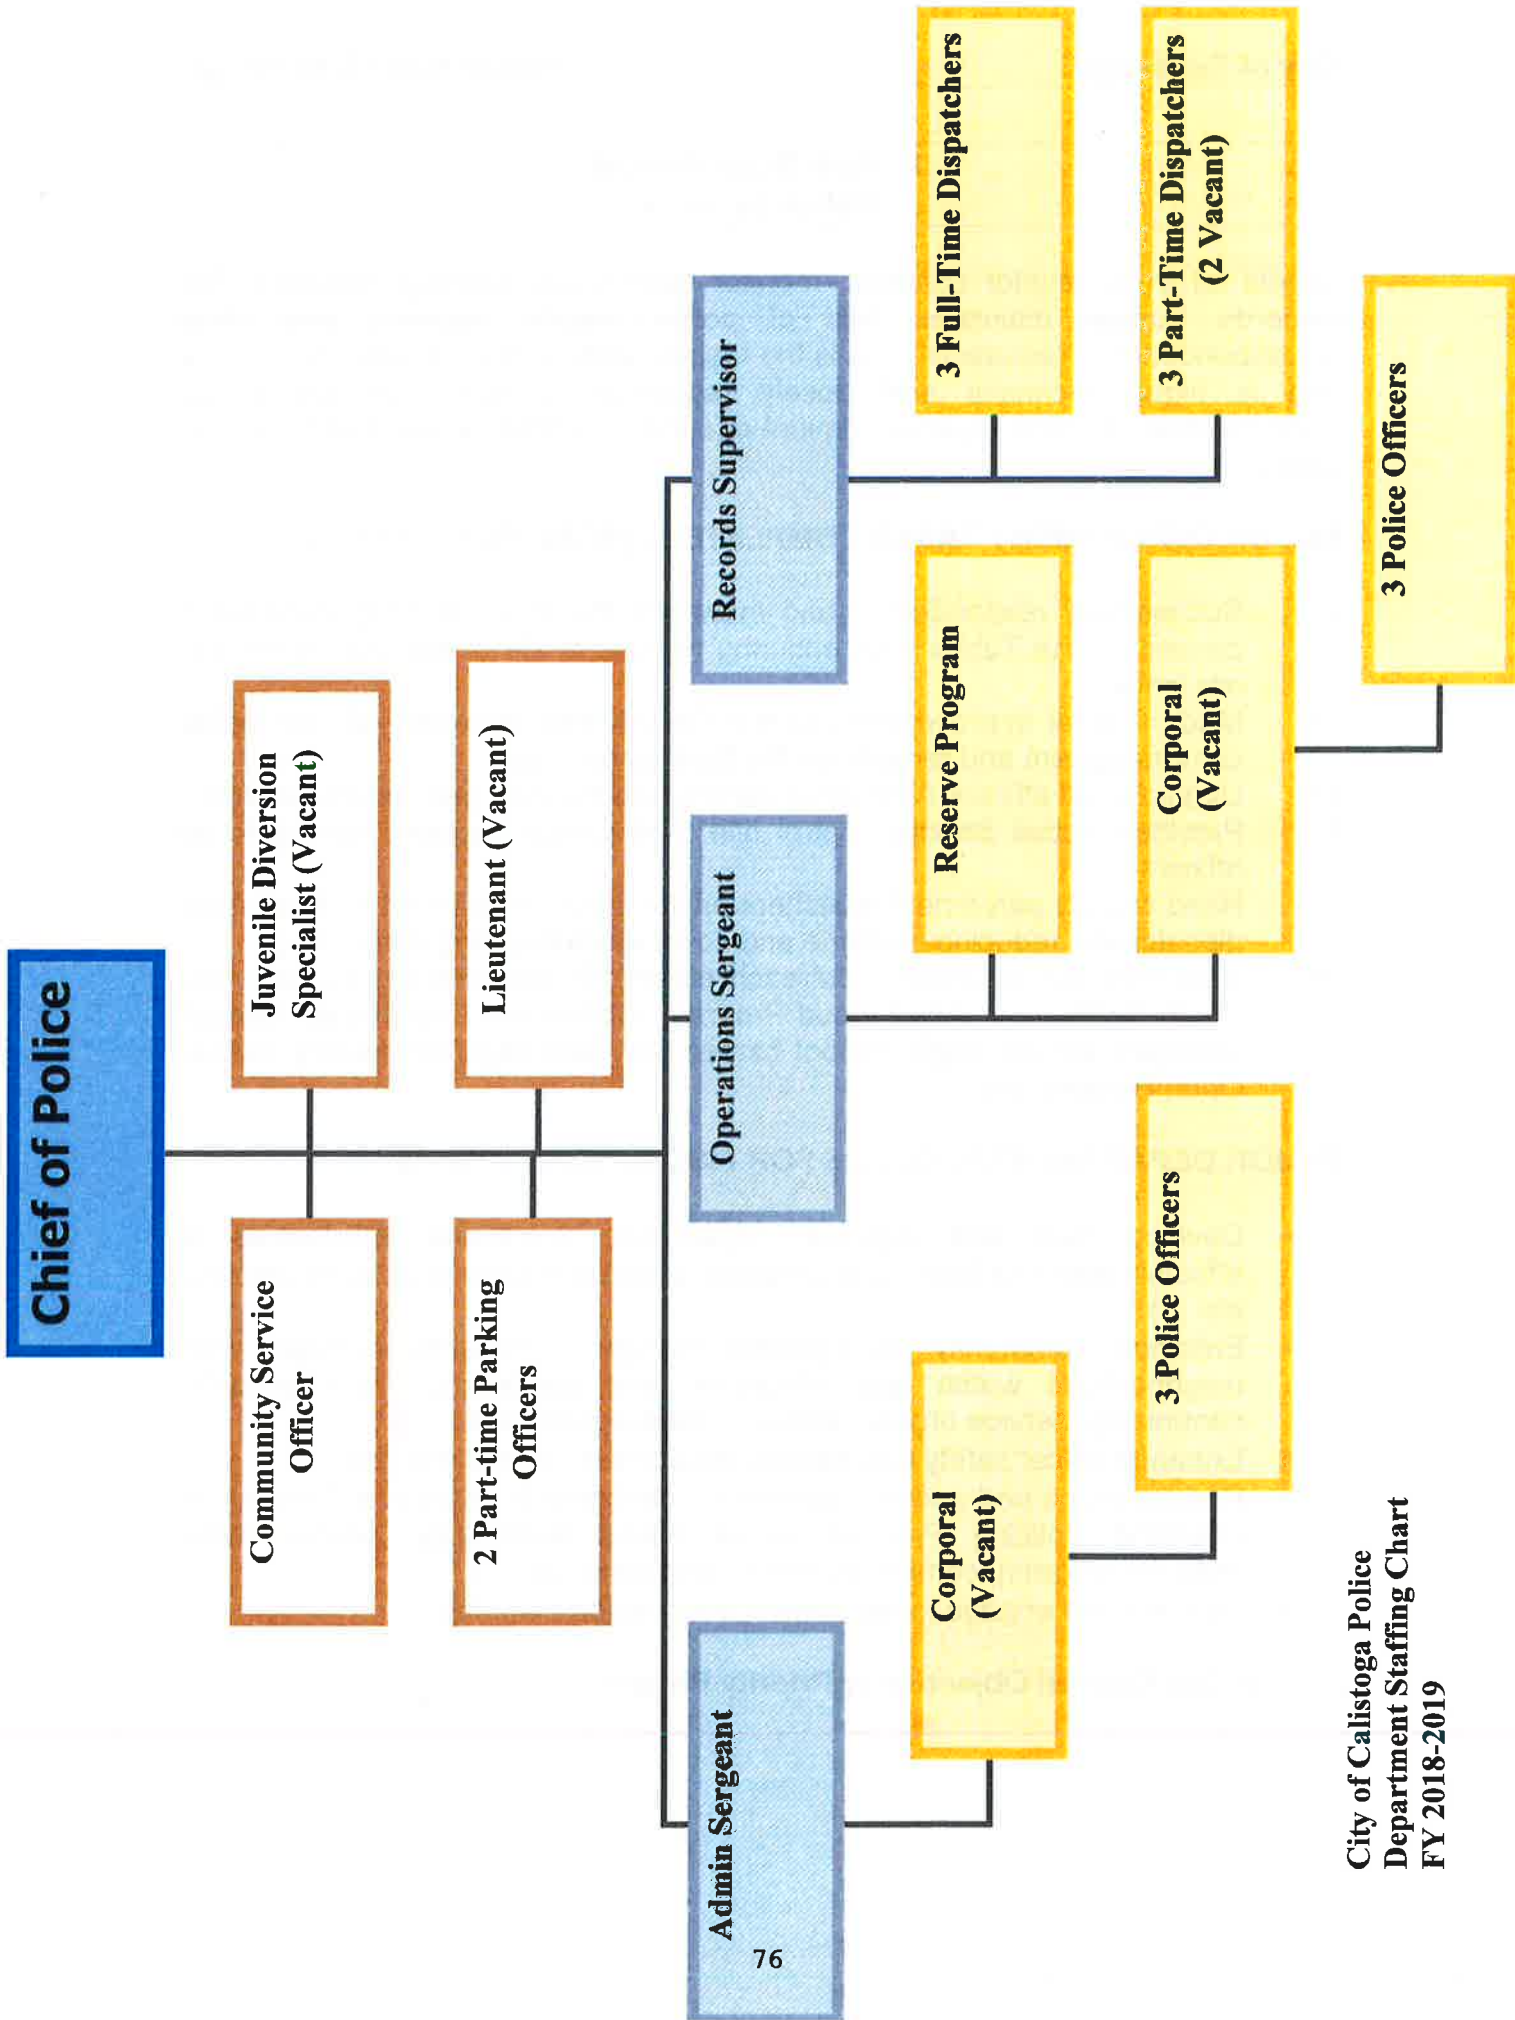 Chief of Police
Community Service
Officer
Juvenile Diversion
Specialist (Vacant)
2 Part-time Parking
Officers
Lieutenant (Vacant)
Admin Sergeant
Operations Sergeant
Records Supervisor
Corporal
(Vacant)
Reserve Program
3 Full-Time Dispatchers
3 Police Officers
Corporal
(Vacant)
3 Part-Time Dispatchers
(2 Vacant)
3 Police Officers
City of Calistoga Police
Department Staffing Chart
FY 2018-2019
76